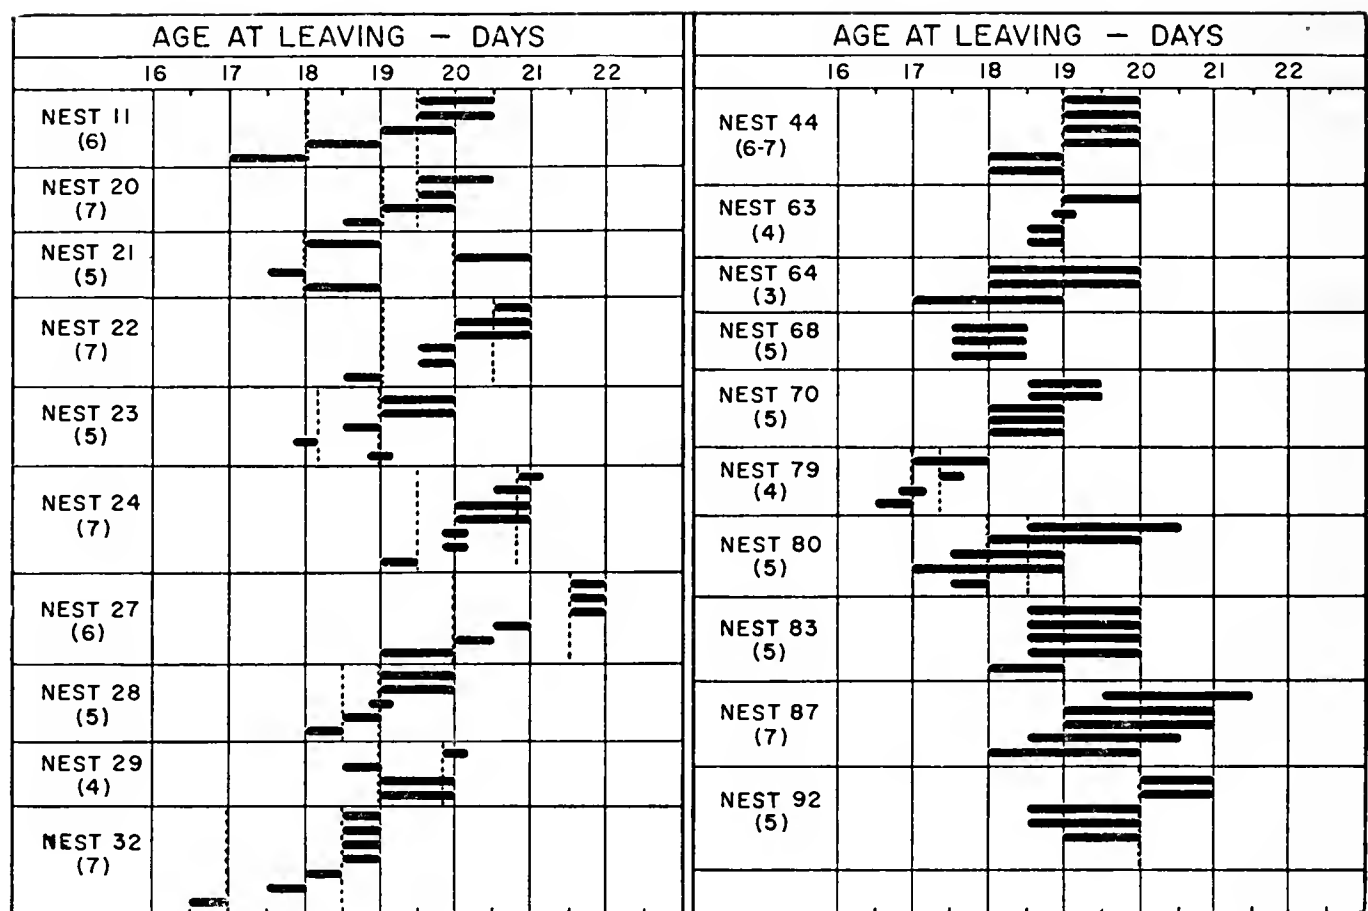 AGE AT LEAVING – DAYS
16 17 18 19 20 21 22
NEST 11
(6)
NEST 20
(7)
NEST 21
(5)
NEST 22
(7)
NEST 23
(5)
NEST 24
(7)
NEST 27
(6)
NEST 28
(5)
NEST 29
(4)
NEST 32
(7)
AGE AT LEAVING – DAYS
16 17 18 19 20 21 22
NEST 44
(6-7)
NEST 63
(4)
NEST 64
(3)
NEST 68
(5)
NEST 70
(5)
NEST 79
(4)
NEST 80
(5)
NEST 83
(5)
NEST 87
(7)
NEST 92
(5)